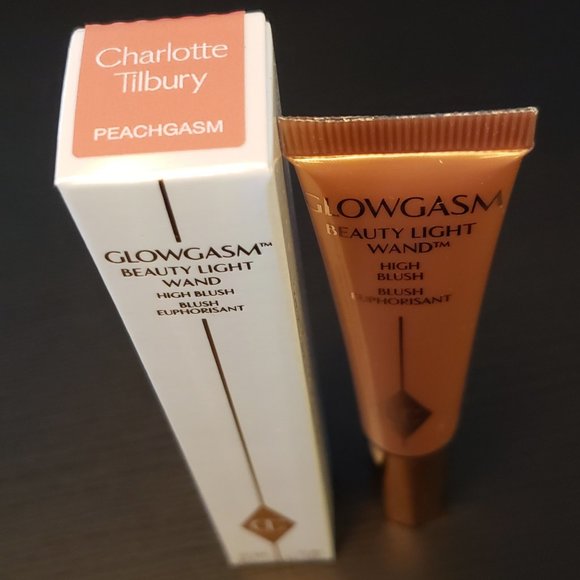 Charlotte
Tilbury
PEACHGASM
GLOWGASM™
BEAUTY LIGHT
WAND
HIGH BLUSH
BLUSH
EUPHORISANT
GLOWGASM
BEAUTY LIGHT
WAND™
HIGH
BLUSH
BLUSH
EUPHORISANT